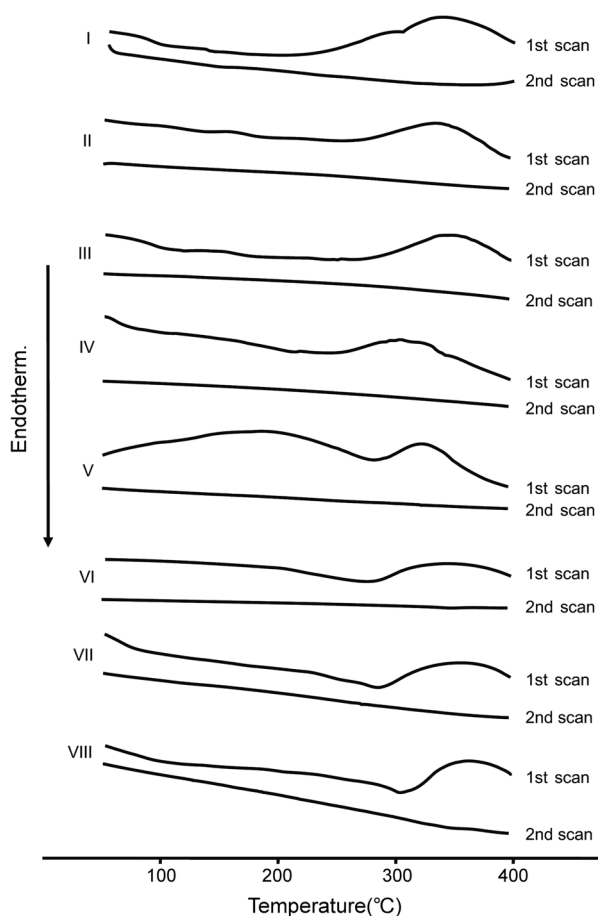 I
1st scan
2nd scan
II
1st scan
2nd scan
III
1st scan
2nd scan
IV
1st scan
2nd scan
V
1st scan
2nd scan
VI
1st scan
2nd scan
VII
1st scan
2nd scan
VIII
1st scan
2nd scan
Endotherm.
100 200 300 400
Temperature(℃)